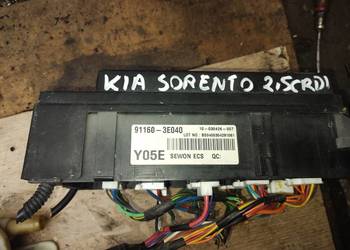 KIA SORENTO 2,5CRDI
91160-3E040
Y05E
SEWON ECS QC: